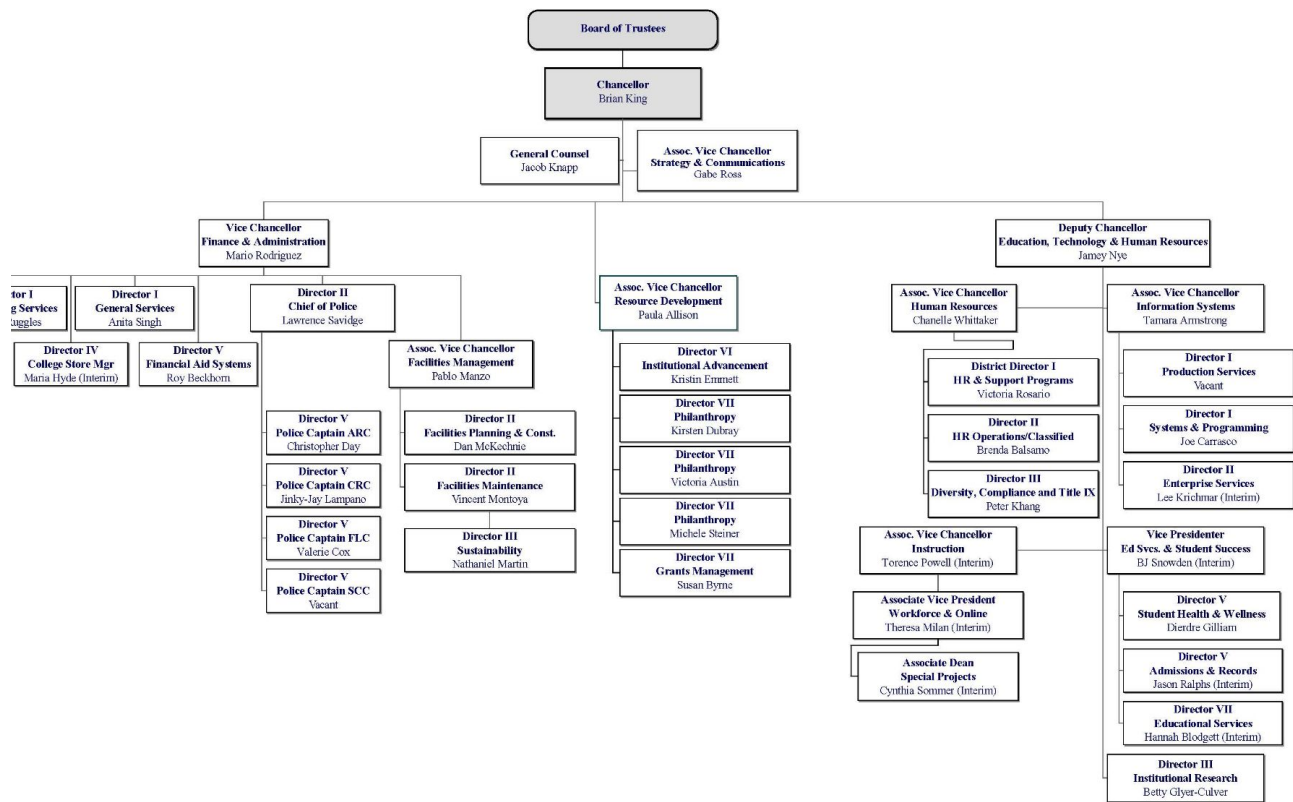 Board of Trustees
Chancellor
Brian King
General Counsel
Jacob Knapp
Assoc. Vice Chancellor
Strategy & Communications
Gabe Ross
Vice Chancellor
Finance & Administration
Mario Rodriguez
Deputy Chancellor
Education, Technology & Human Resources
Jamey Nye
Services
Ruggles
Director I
General Services
Anita Singh
Director II
Chief of Police
Lawrence Savidge
Director IV
College Store Mgr
Maria Hyde (Interim)
Director V
Financial Aid Systems
Roy Beckhorn
Assoc. Vice Chancellor
Facilities Management
Pablo Manzo
Director V
Police Captain ARC
Christopher Day
Director V
Police Captain CRC
Jinky-Jay Lampano
Director V
Police Captain FLC
Valerie Cox
Director V
Police Captain SCC
Vacant
Director II
Facilities Planning & Const.
Dan McKechnie
Director II
Facilities Maintenance
Vincent Montoya
Director III
Sustainability
Nathaniel Martin
Assoc. Vice Chancellor
Resource Development
Paula Allison
Director VI
Institutional Advancement
Kristin Emmett
Director VII
Philanthropy
Kirsten Dubray
Director VII
Philanthropy
Victoria Austin
Director VII
Philanthropy
Michele Steiner
Director VII
Grants Management
Susan Byrne
Assoc. Vice Chancellor
Human Resources
Chanelle Whittaker
District Director I
HR & Support Programs
Victoria Rosario
Director II
HR Operations/Classified
Brenda Balsamo
Director III
Diversity, Compliance and Title IX
Peter Khang
Assoc. Vice Chancellor
Information Systems
Tamara Armstrong
Director I
Production Services
Vacant
Director I
Systems & Programming
Joe Carrasco
Director II
Enterprise Services
Lee Krichmar (Interim)
Assoc. Vice Chancellor
Instruction
Torence Powell (Interim)
Associate Vice President
Workforce & Online
Theresa Milan (Interim)
Associate Dean
Special Projects
Cynthia Sommer (Interim)
Vice Presidenter
Ed Svcs. & Student Success
BJ Snowden (Interim)
Director V
Student Health & Wellness
Dierdre Gilliam
Director V
Admissions & Records
Jason Ralphs (Interim)
Director VII
Educational Services
Hannah Blodgett (Interim)
Director III
Institutional Research
Betty Glyer-Culver